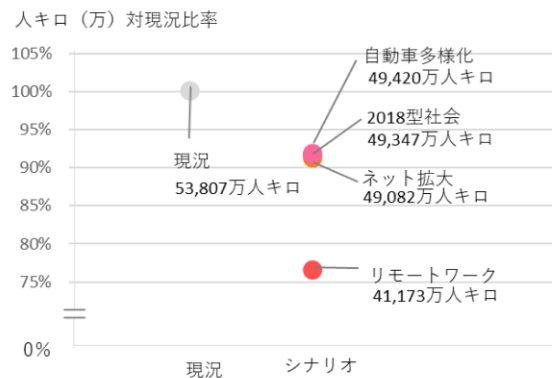 人キロ（万）対現況比率
105%
100%
95%
90%
85%
80%
75%
0%
自動車多様化
49,420万人キロ
2018型社会
49,347万人キロ
ネット拡大
49,082万人キロ
現況
53,807万人キロ
リモートワーク
41,173万人キロ
現況
シナリオ